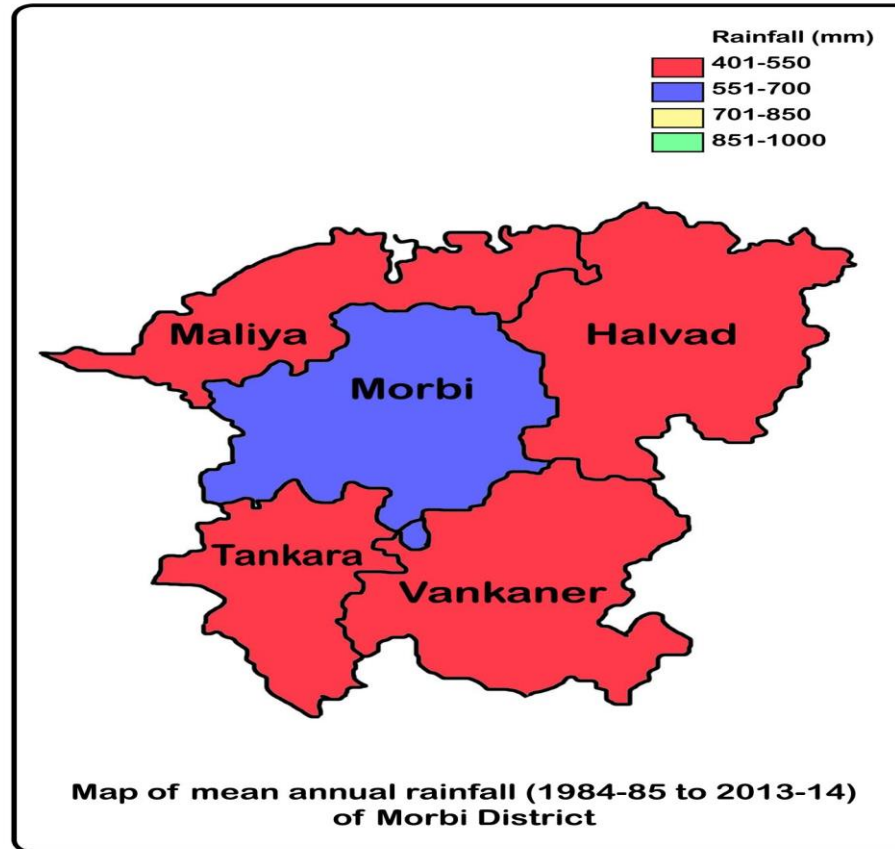 Rainfall (mm)
401-550
551-700
701-850
851-1000
Maliya
Halvad
Morbi
Tankara
Vankaner
Map of mean annual rainfall (1984-85 to 2013-14)
of Morbi District